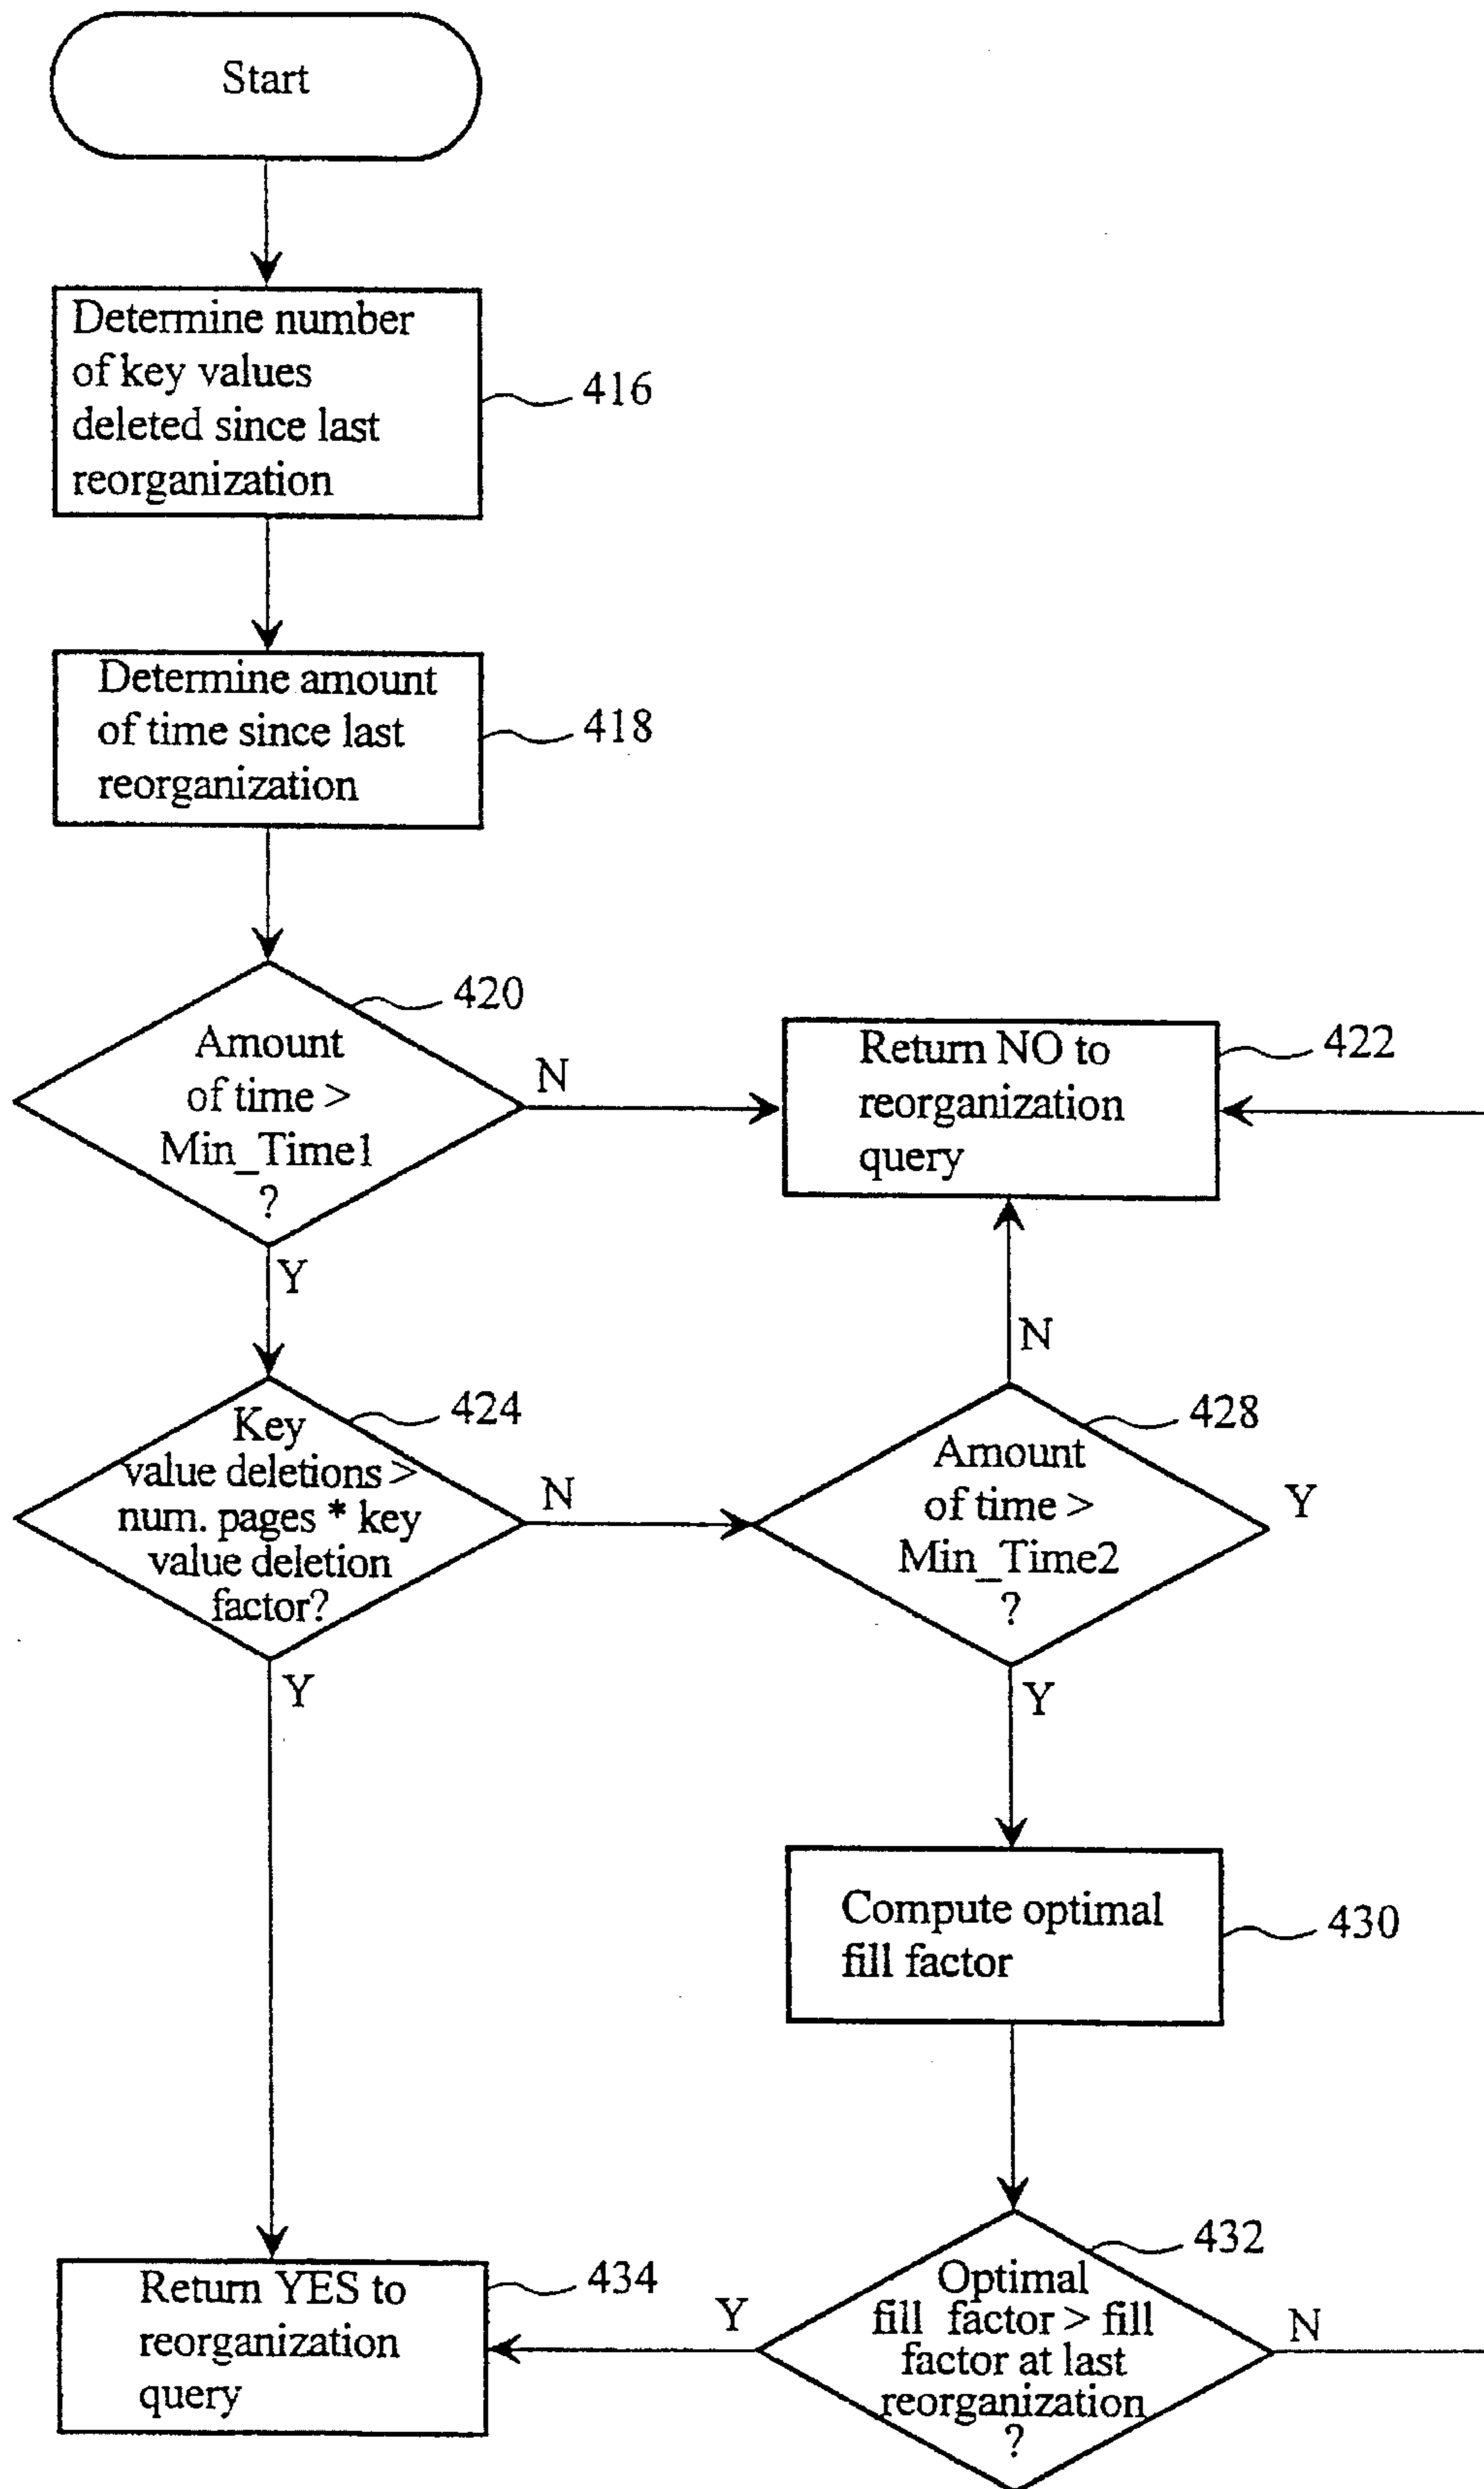 Start
Determine number
of key values
deleted since last
reorganization
416
Determine amount
of time since last
reorganization
418
420
Amount
of time >
Min_Time1
?
N
Y
Return NO to
reorganization
query
422
424
Key
value deletions >
num. pages * key
value deletion
factor?
N
Y
N
428
Amount
of time >
Min_Time2
?
Y
Y
Compute optimal
fill factor
430
432
Optimal
fill factor > fill
factor at last
reorganization
?
Y
N
Return YES to
reorganization
query
434